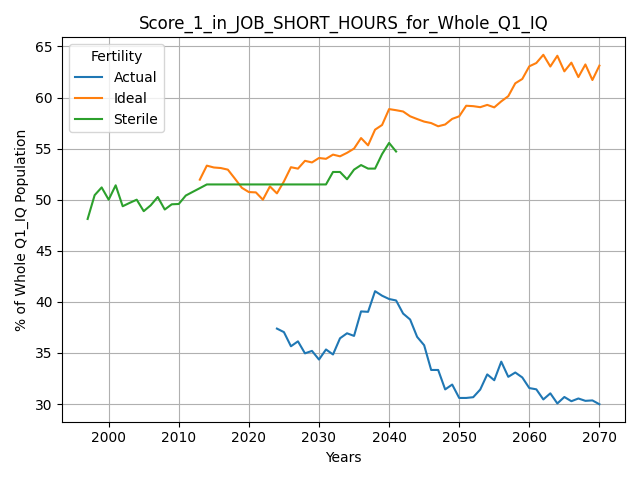 Score_1_in_JOB_SHORT_HOURS_for_Whole_Q1_IQ
Fertility
Actual
Ideal
Sterile
% of Whole Q1_IQ Population
65
60
55
50
45
40
35
30
2000
2010
2020
2030
2040
2050
2060
2070
Years